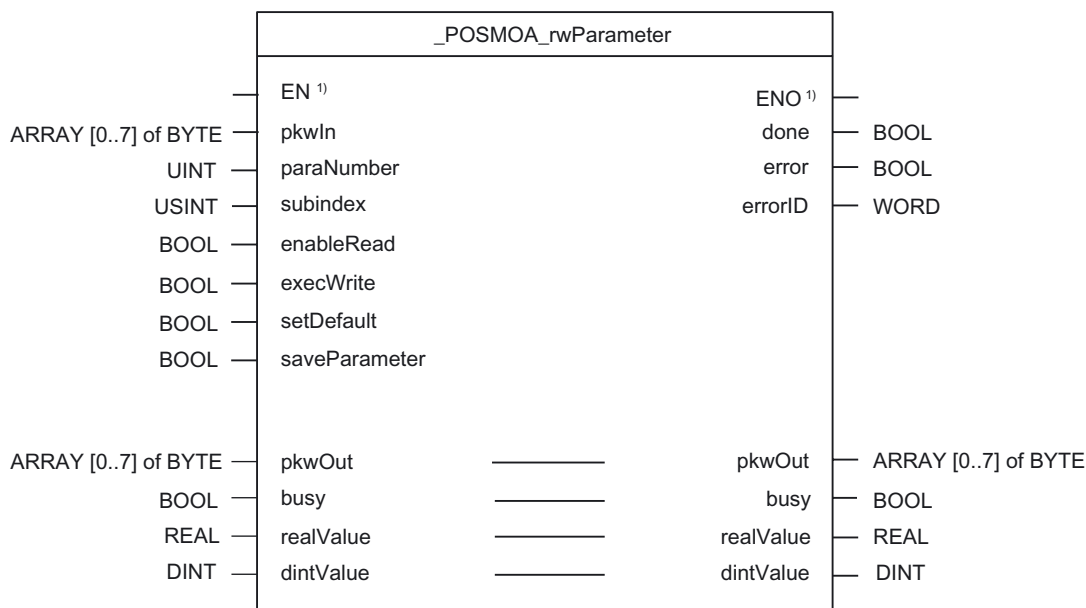 _POSMOA_rwParameter
EN 1) ENO 1)
ARRAY [0..7] of BYTE pkwIn done BOOL
UINT paraNumber error BOOL
USINT subindex errorID WORD
BOOL enableRead
BOOL execWrite
BOOL setDefault
BOOL saveParameter
ARRAY [0..7] of BYTE pkwOut pkwOut ARRAY [0..7] of BYTE
BOOL busy busy BOOL
REAL realValue realValue REAL
DINT dintValue dintValue DINT